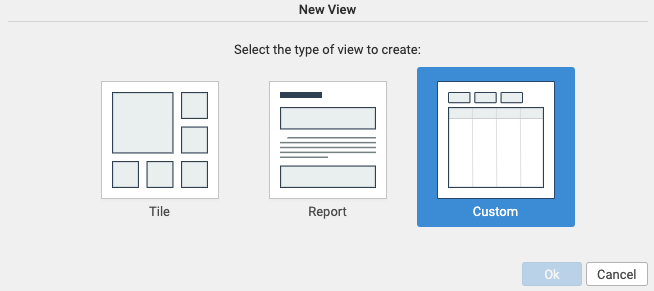 New View
Select the type of view to create:
Tile
Report
Custom
Ok
Cancel